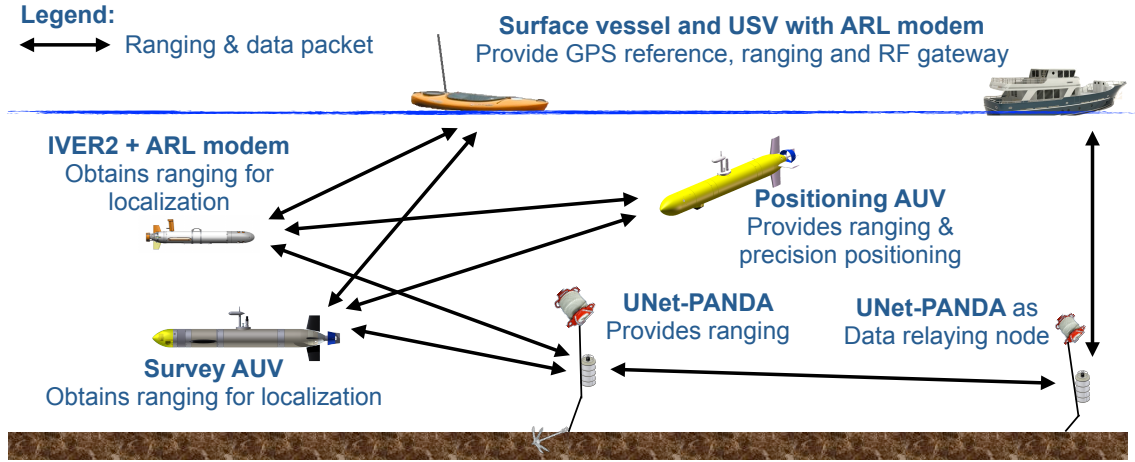 Legend:
Ranging & data packet
Surface vessel and USV with ARL modem
Provide GPS reference, ranging and RF gateway
IVER2 + ARL modem
Obtains ranging for
localization
Positioning AUV
Provides ranging &
precision positioning
UNet-PANDA
Provides ranging
UNet-PANDA as
Data relaying node
Survey AUV
Obtains ranging for localization